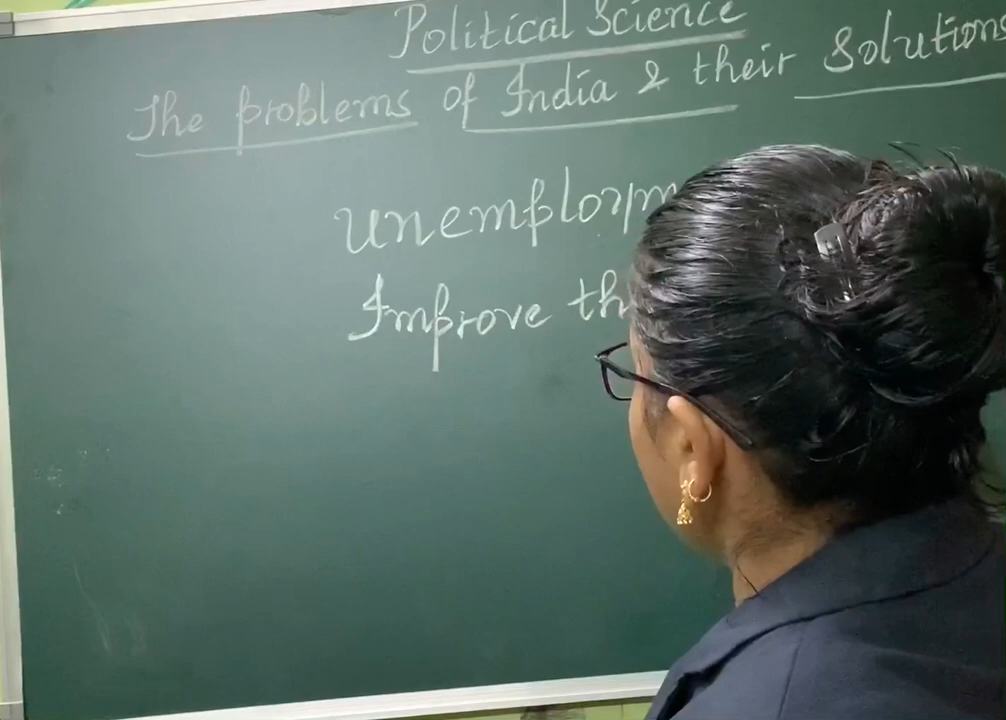 Political Science
The problems of India & their Solutions
Unemploym
Improve th